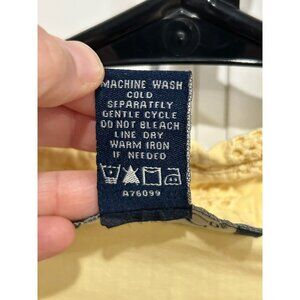 MACHINE WASH
COLD
SEPARATELY
GENTLE CYCLE
DO NOT BLEACH
LINE DRY
WARM IRON
IF NEEDED
A76099